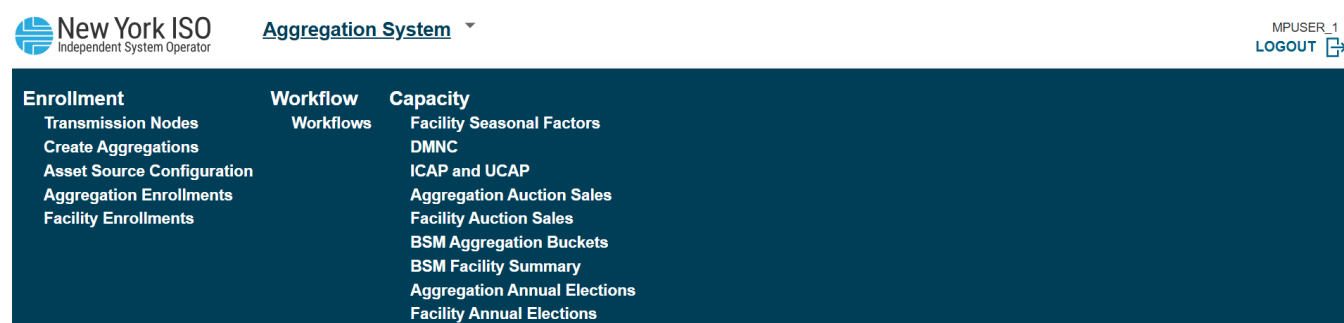 New York ISO
Independent System Operator
Aggregation System
MPUSER_1
LOGOUT
Enrollment
Transmission Nodes
Create Aggregations
Asset Source Configuration
Aggregation Enrollments
Facility Enrollments
Workflow
Workflows
Capacity
Facility Seasonal Factors
DMNC
ICAP and UCAP
Aggregation Auction Sales
Facility Auction Sales
BSM Aggregation Buckets
BSM Facility Summary
Aggregation Annual Elections
Facility Annual Elections